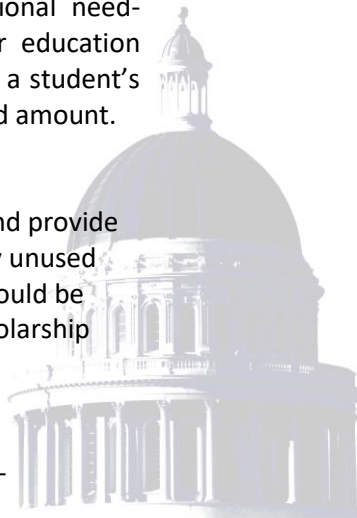 ional need-
r education
a student's
d amount.
nd provide
unused
ould be
olarship
-